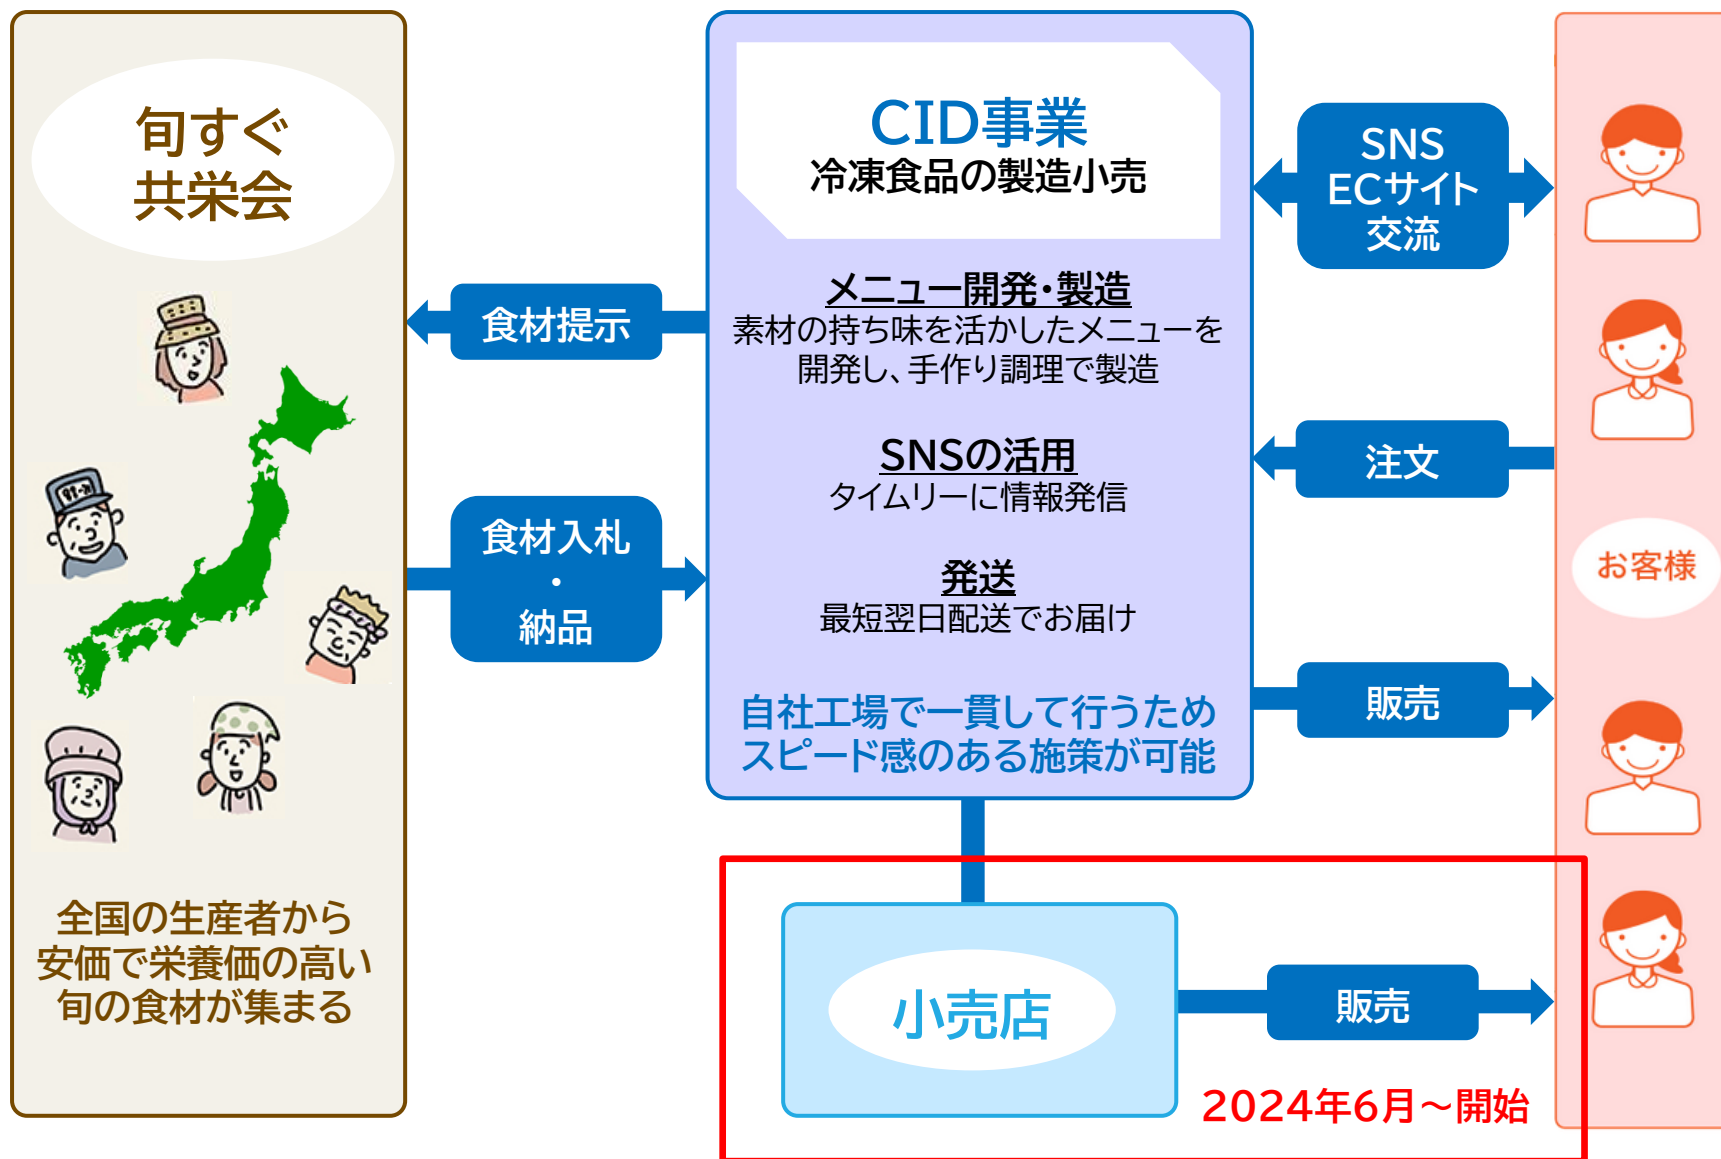 旬すぐ
共栄会
全国の生産者から
安価で栄養価の高い
旬の食材が集まる
食材提示
食材入札
・
納品
CID事業
冷凍食品の製造小売
メニュー開発・製造
素材の持ち味を活かしたメニューを
開発し、手作り調理で製造
SNSの活用
タイムリーに情報発信
発送
最短翌日配送でお届け
自社工場で一貫して行うため
スピード感のある施策が可能
SNS
ECサイト
交流
注文
販売
お客様
小売店
販売
2024年6月～開始